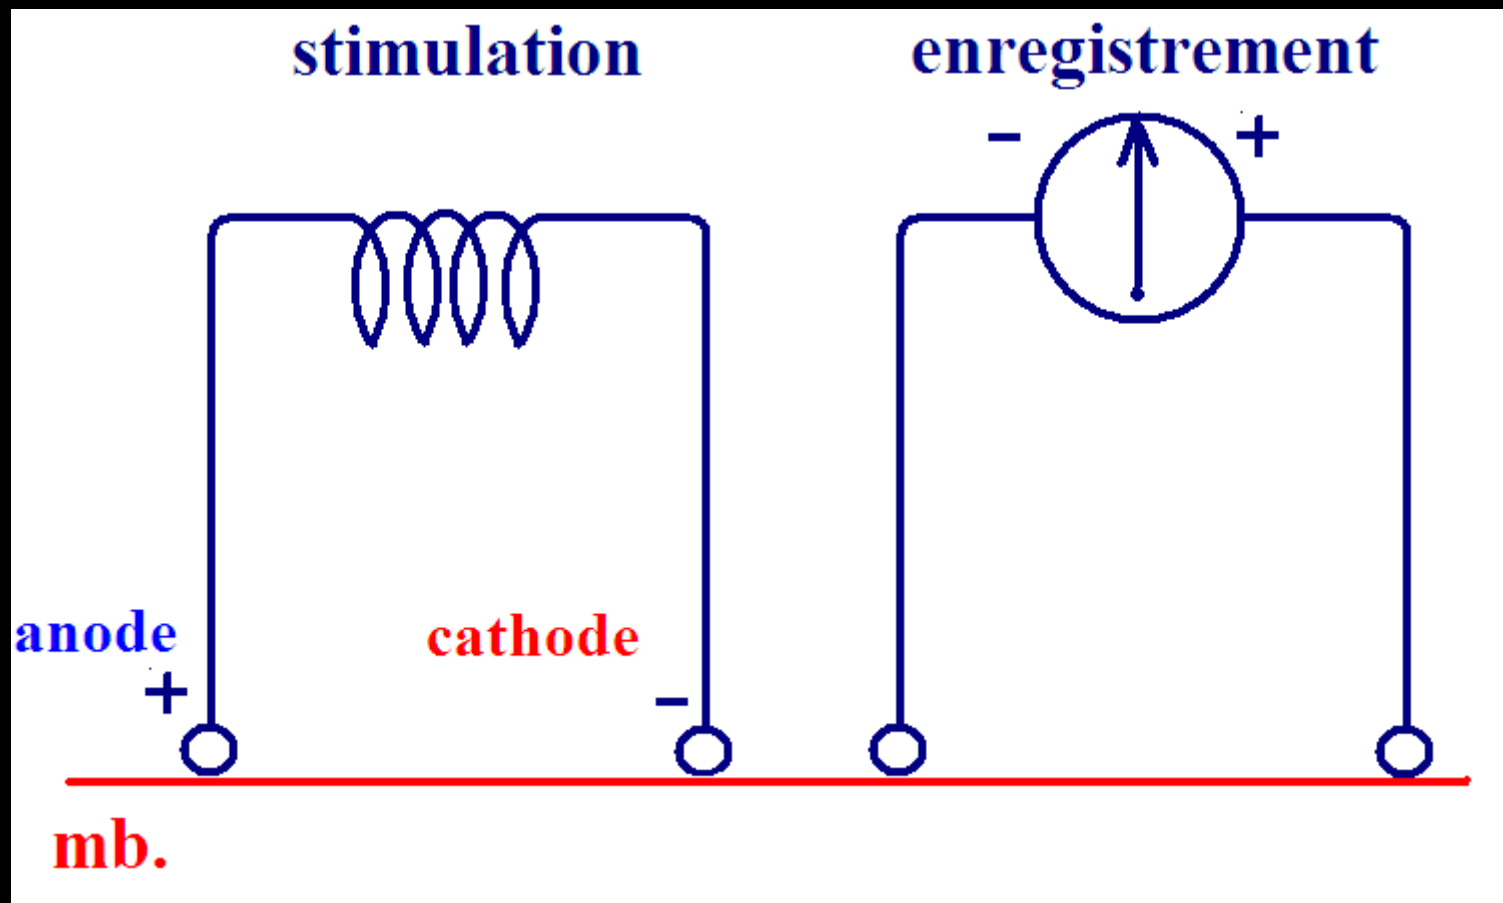 stimulation
enregistrement
- +
anode
cathode
+
-
mb.